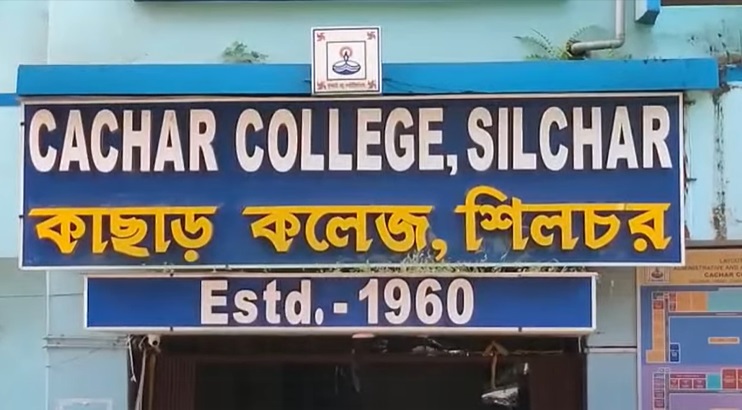 CACHAR COLLEGE, SILCHAR
কাছাড় কলেজ, শিলচর
Estd. - 1960